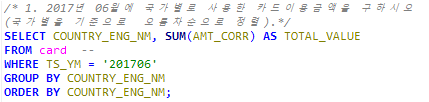 /* 1. 2017년 06월에 국가별로 사용한 카드이용금액을 구하시오
(국가별을 기준으로 오름차순으로 정렬).*/
SELECT COUNTRY_ENG_NM, SUM(AMT_CORR) AS TOTAL_VALUE
FROM card  --
WHERE TS_YM = '201706'
GROUP BY COUNTRY_ENG_NM
ORDER BY COUNTRY_ENG_NM;